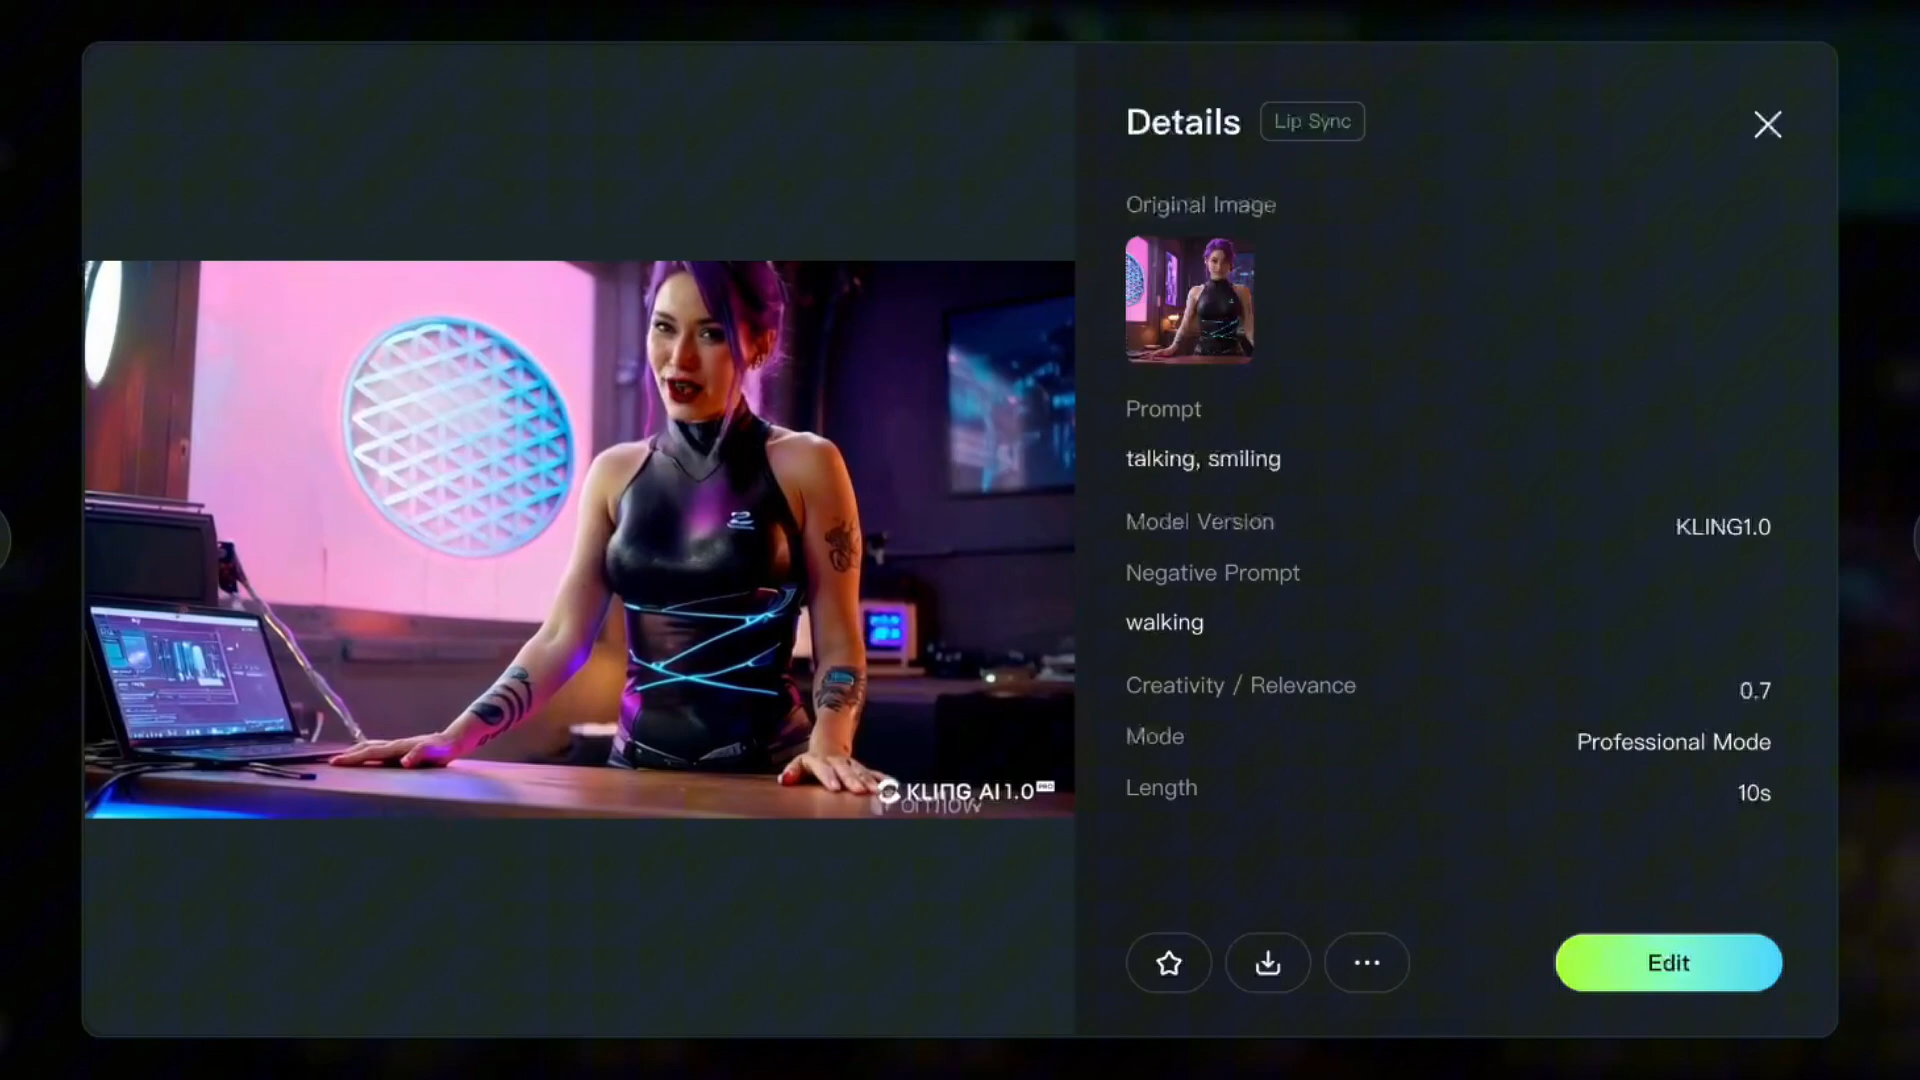 Details
Lip Sync
Original Image
Prompt
talking, smiling
Model Version
KLING1.0
Negative Prompt
walking
Creativity / Relevance
0.7
Mode
Professional Mode
Length
10s
KLING AI 1.0 PRO
Edit